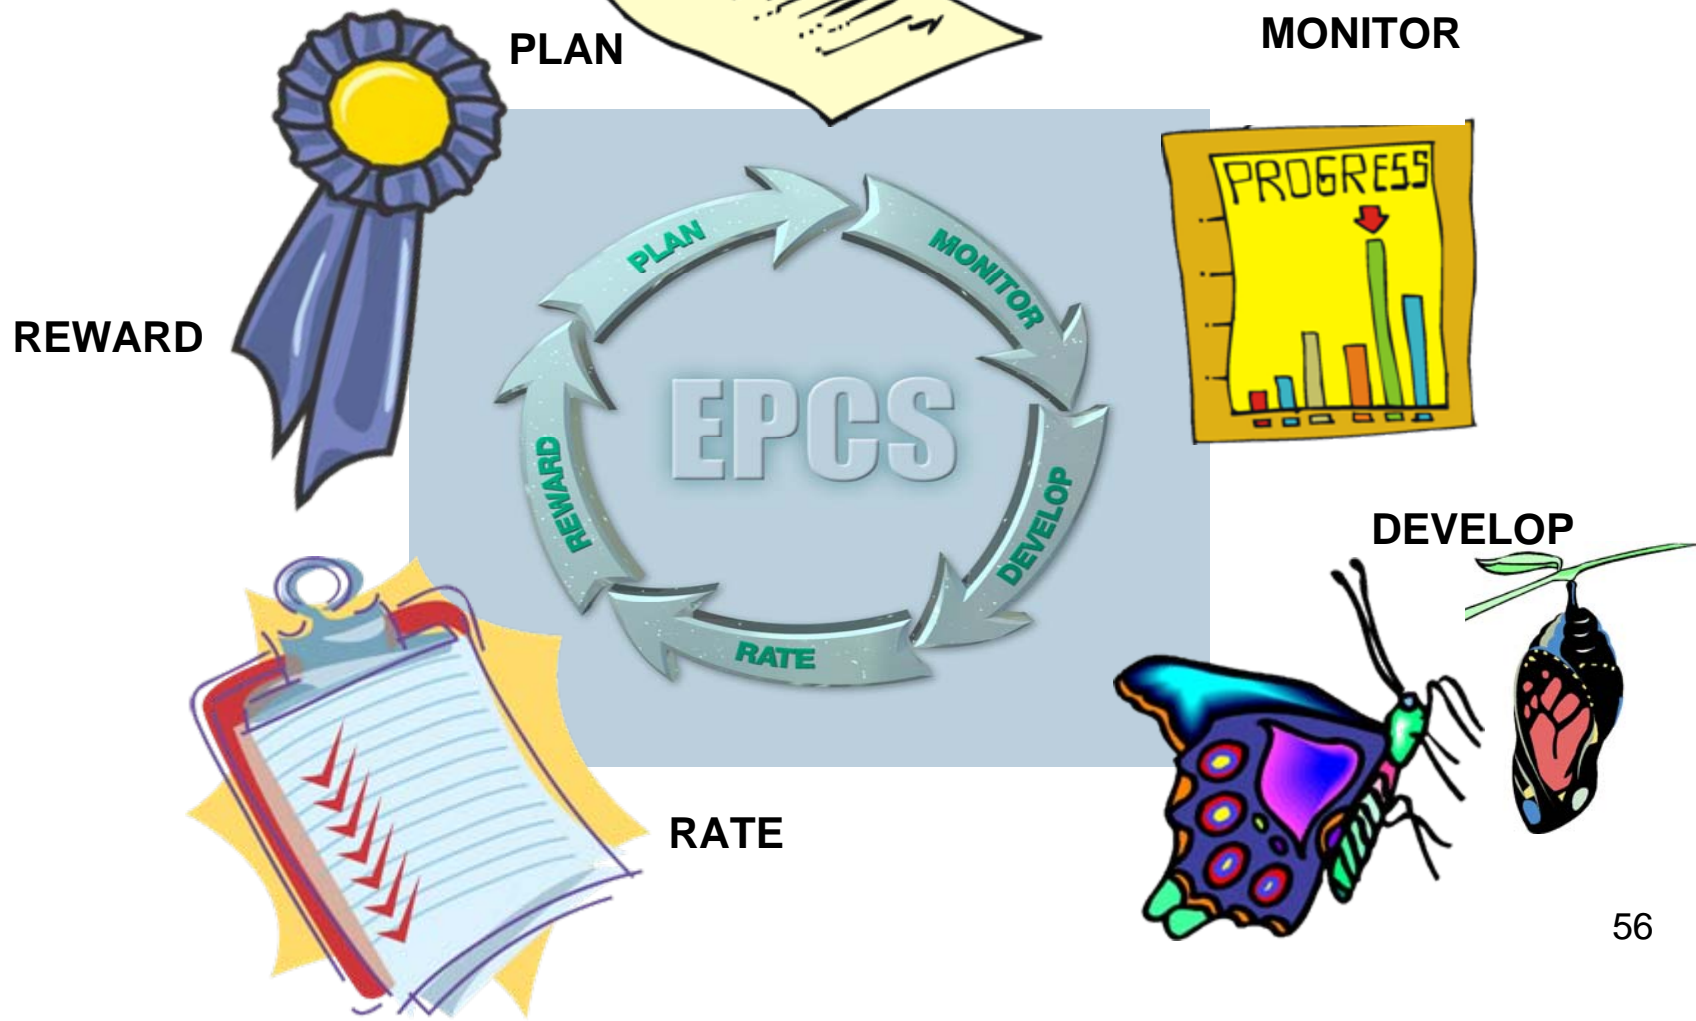 PLAN
MONITOR
PROGRESS
PLAN
MONITOR
REWARD
EPCS
REWARD
DEVELOP
DEVELOP
RATE
RATE
56